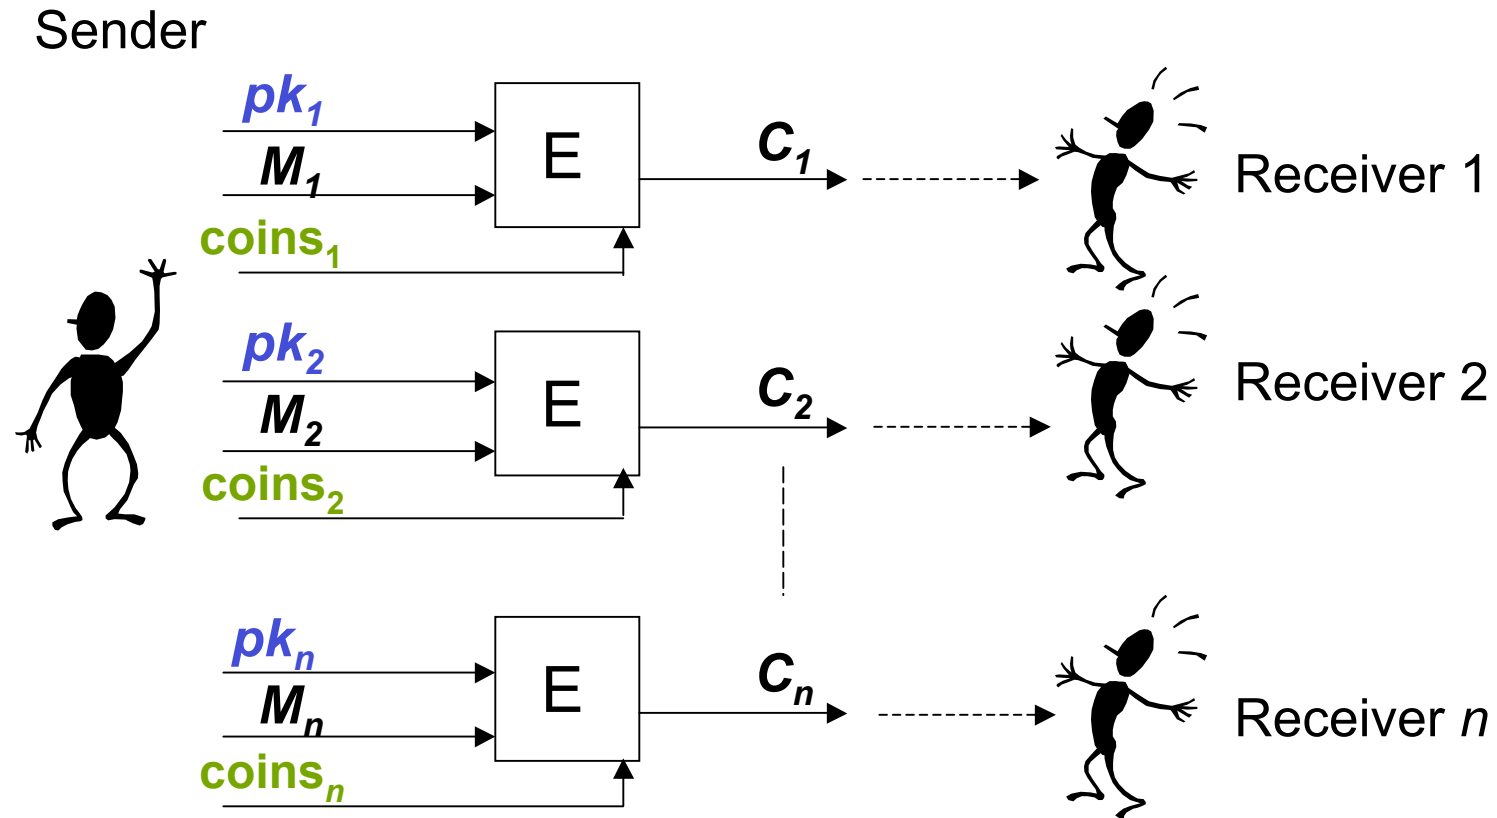 Sender
pk1
M1
coins1
E
C1
Receiver 1
pk2
M2
coins2
E
C2
Receiver 2
pkn
Mn
coinsn
E
Cn
Receiver n